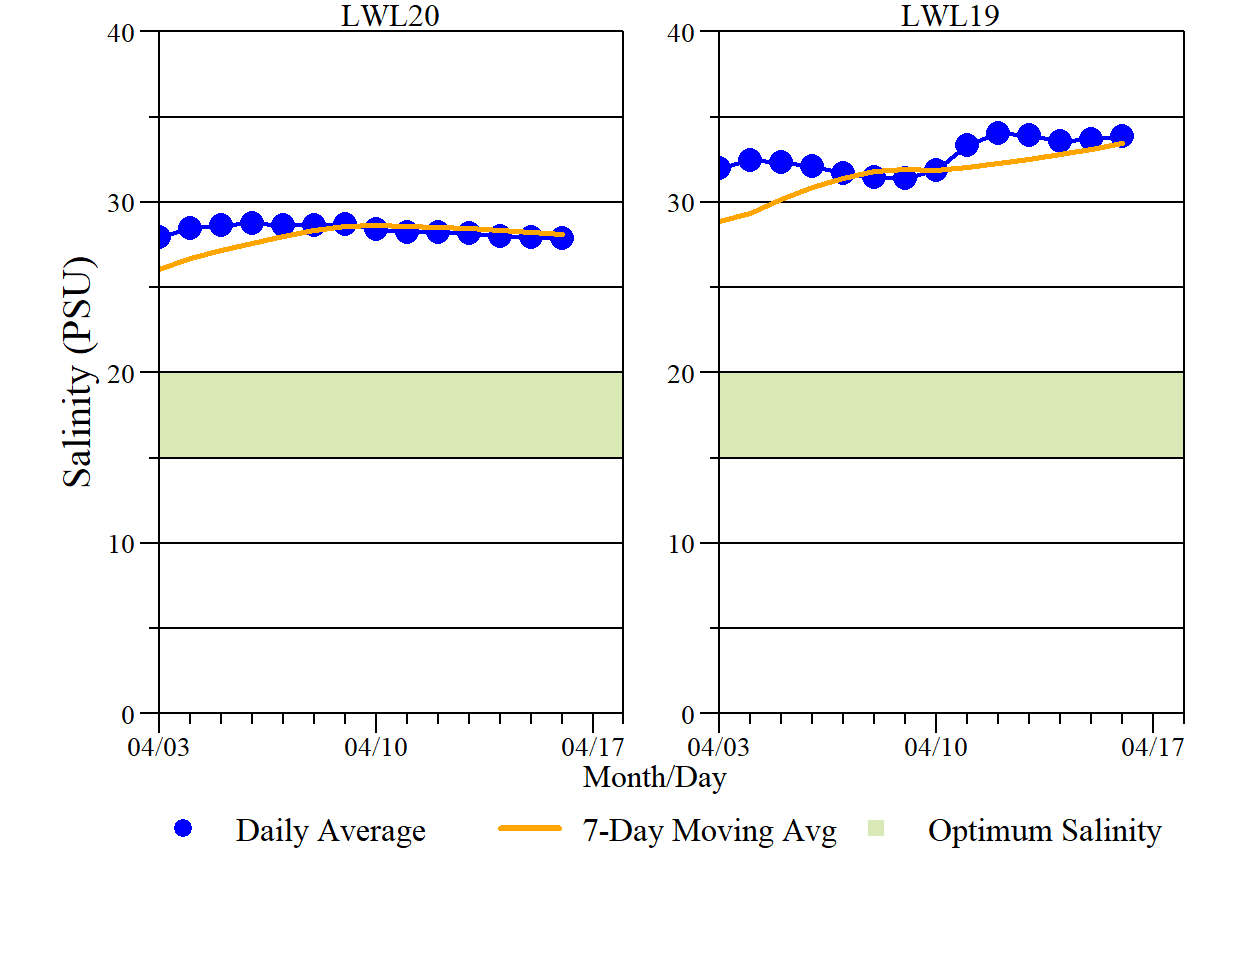 LWL20
LWL19
40
30
20
10
0
40
30
20
10
0
Salinity (PSU)
04/03
04/10
04/17
04/03
04/10
04/17
Month/Day
Daily Average
7-Day Moving Avg
Optimum Salinity